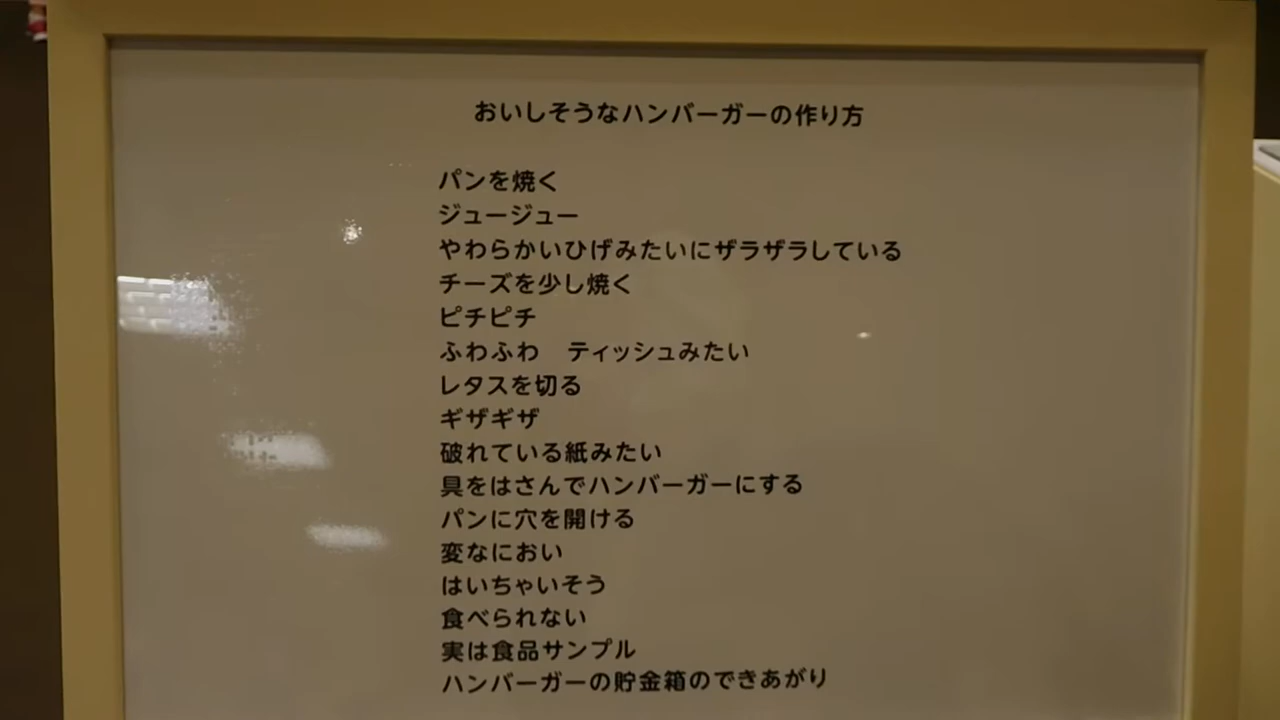 おいしそうなハンバーガーの作り方
パンを焼く
ジュージュー
やわらかいひげみたいにザラザラしている
チーズを少し焼く
ピチピチ
ふわふわ　ティッシュみたい
レタスを切る
ギザギザ
破れている紙みたい
具をはさんでハンバーガーにする
パンに穴を開ける
変なにおい
はいちゃいそう
食べられない
実は食品サンプル
ハンバーガーの貯金箱のできあがり